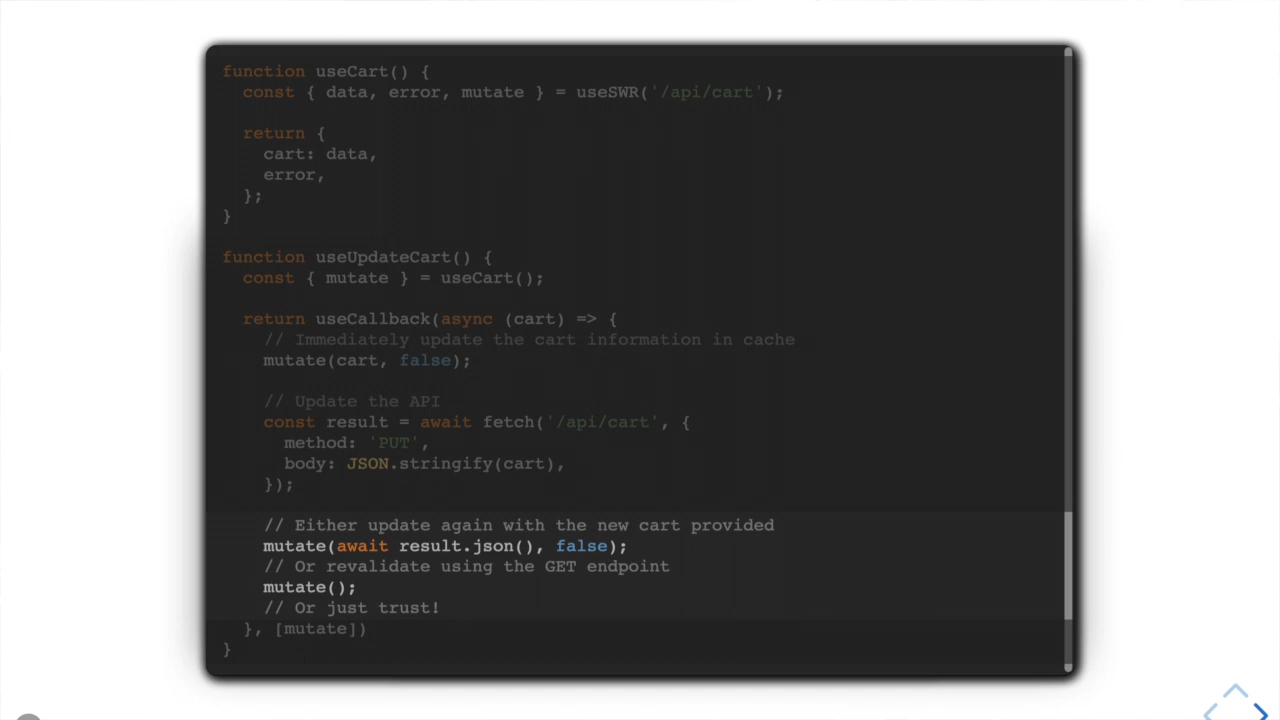 function useCart() {
  const { data, error, mutate } = useSWR('/api/cart');
  return {
    cart: data,
    error,
  };
}
function useUpdateCart() {
  const { mutate } = useCart();
  return useCallback(async (cart) => {
    // Immediately update the cart information in cache
    mutate(cart, false);
    // Update the API
    const result = await fetch('/api/cart', {
      method: 'PUT',
      body: JSON.stringify(cart),
    });
    // Either update again with the new cart provided
    mutate(await result.json(), false);
    // Or revalidate using the GET endpoint
    mutate();
    // Or just trust!
  }, [mutate])
}